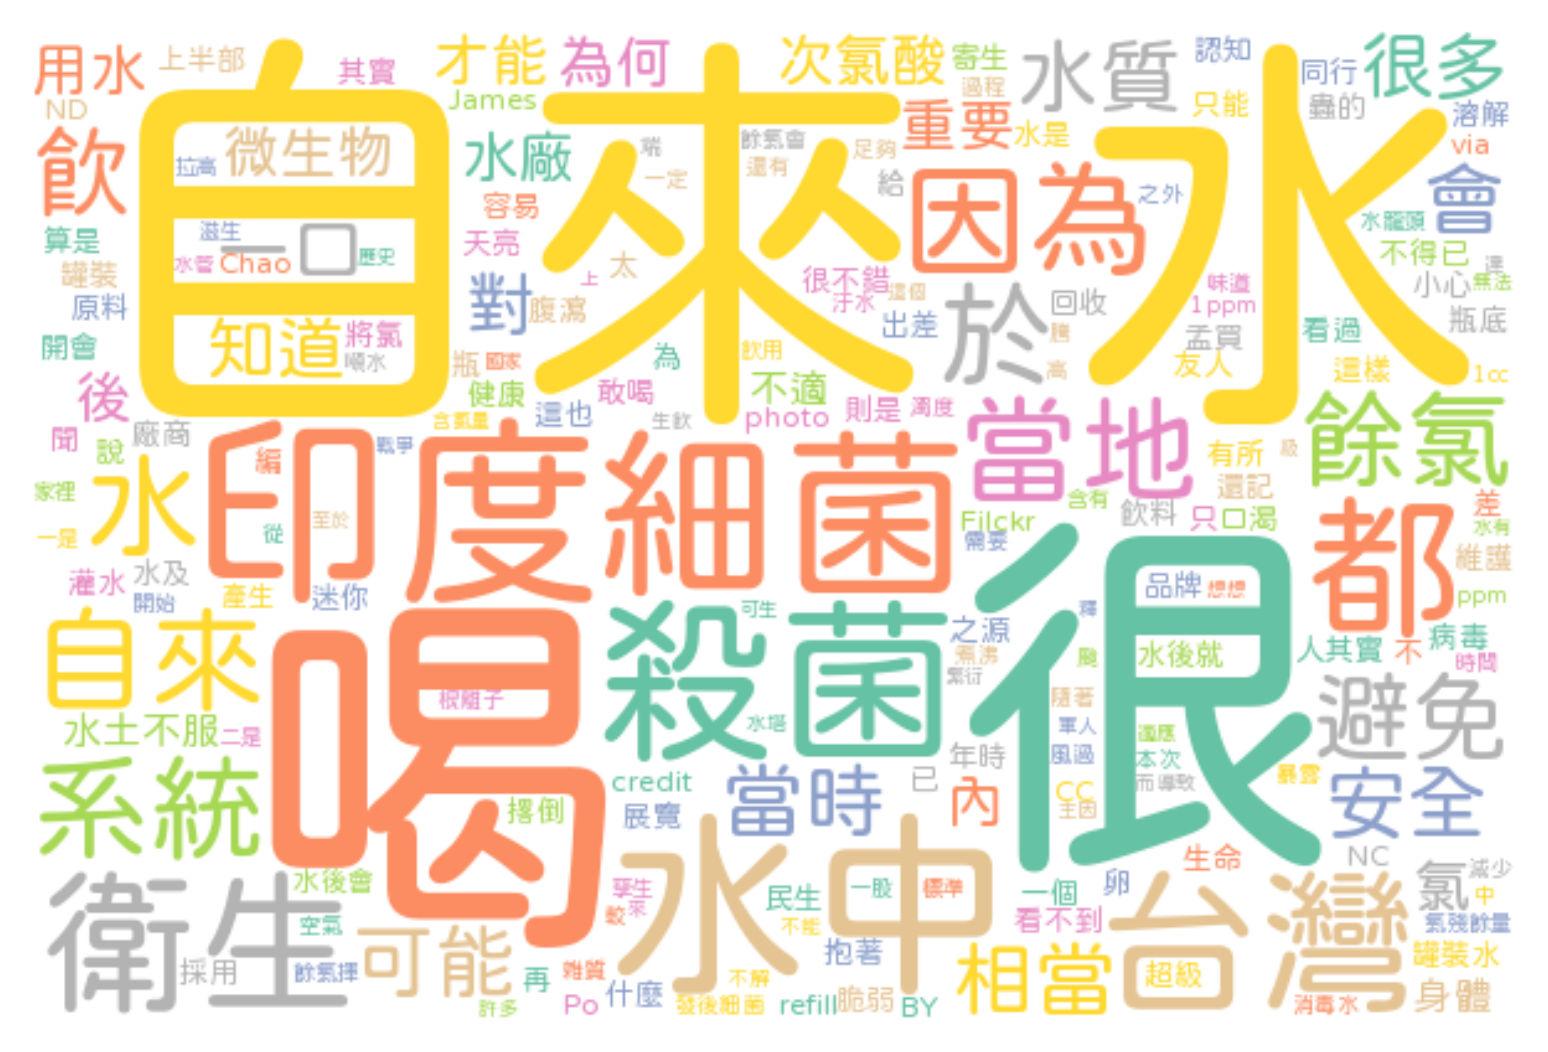 用水
上半部
其實
才能
為何
次氯酸
寄生
過程
水質
認知
同行
很多
ND
James
自來水
重要
水是
只能
蟲的
溶解
via
飲
微生物
拉高
水廠
端
餘氯會
還有
足夠
一定
給
因為
之外
會
水龍頭
算是
滋生
容易
天亮
不得已
水管
Chao
一口
歷史
罐裝
原料
對
腹瀉
太
上
很不錯
汙水
這個
出差
於
回收
味道
1ppm
小心
無法
瓶底
開會
知道
將氯
喝水
瓶
國家
為
飲用
孟買
看過
高
友人
這樣
1cc
後
健康
敢喝
不適
這也
含氯量
生飲
photo
則是
濁度
聞
廠商
說
印度
戰爭
編
細菌
當地
有所
級
餘氯
家裡
水
從
至於
還記
含有
飲料
只
口渴
Filckr
需要
都
差
水有
一是
維護
灌水
水及
開始
產生
迷你
很
品牌
想想
ppm
自來
喝
殺菌
可生
之源
煮沸
繁衍
水後就
人其實
不
病毒
時間
水土不服
二是
水塔
隨著
軍人
風過
適應
本次
而導致
避免
系統
credit
年時
已
當時
內
CC
主因
暴露
安全
撂倒
展覽
衛生
水後會
空氣
採用
餘氯揮
可能
水中
孳生
較
來
民生
一股
標準
不能
抱著
一個
卵
生命
看不到
NC
氯
減少
中
氯殘餘量
台灣
相當
超級
罐裝水
身體
消毒水
再
雜質
許多
Po
什麼
不解
發後細菌
refill
脆弱
BY